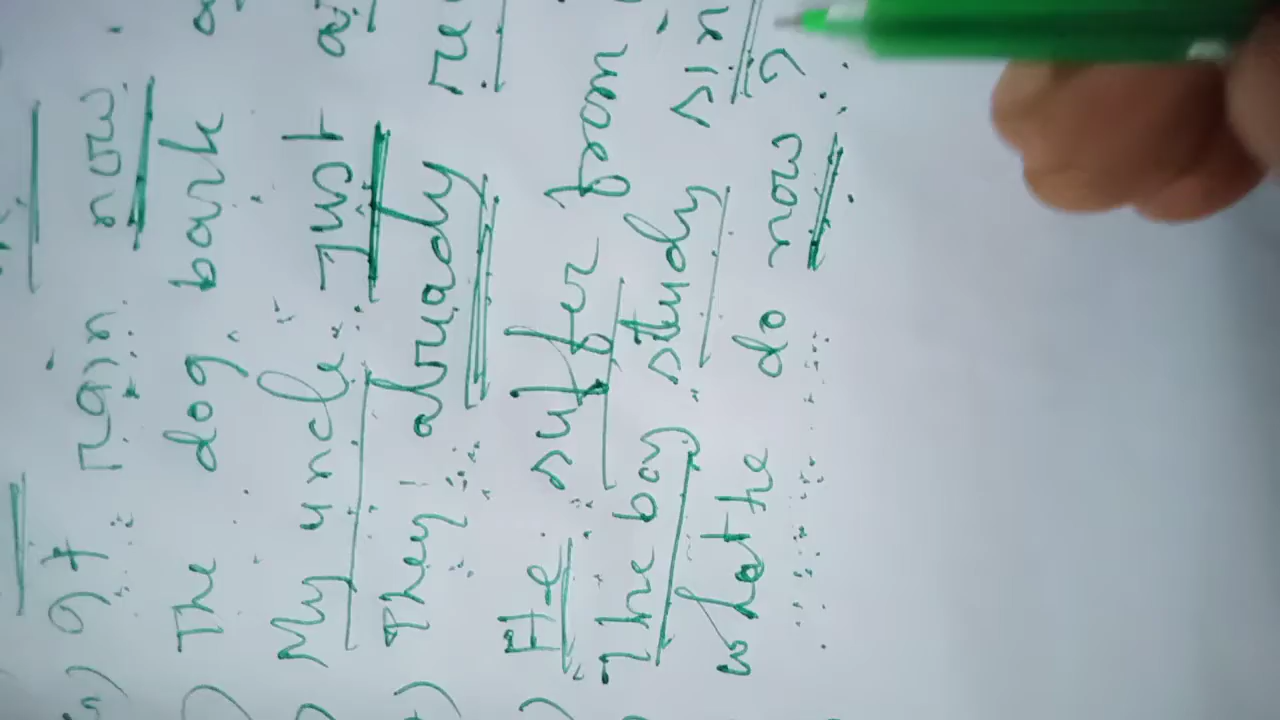 It rain now.
The dog bark
My uncle just
They already
He suffer from
The boy study
what the do now?